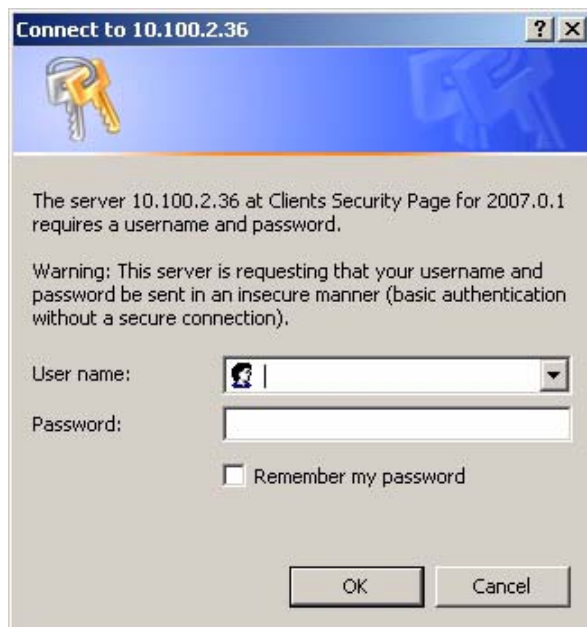 Connect to 10.100.2.36
The server 10.100.2.36 at Clients Security Page for 2007.0.1
requires a username and password.
Warning: This server is requesting that your username and
password be sent in an insecure manner (basic authentication
without a secure connection).
User name:
Password:
Remember my password
OK Cancel